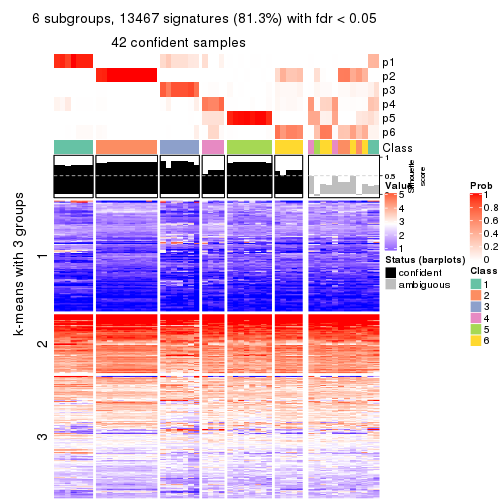 6 subgroups, 13467 signatures (81.3%) with fdr < 0.05
42 confident samples
p1
p2
p3
p4
p5
p6
Class
1
0.5
0
Silhouette
score
k-means with 3 groups
1
2
3
Value
5
4
3
2
1
Status (barplots)
confident
ambiguous
Prob
1
0.8
0.6
0.4
0.2
0
Class
1
2
3
4
5
6